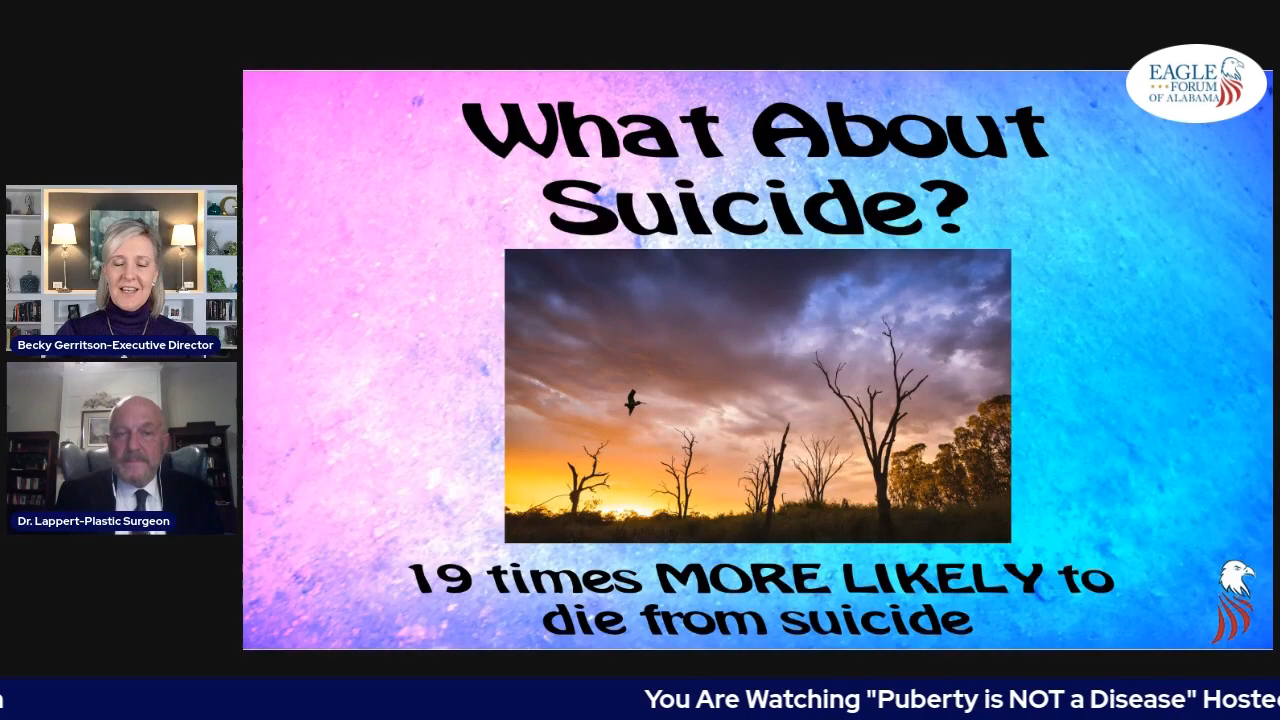 EAGLE
FORUM
OF ALABAMA
What About
Suicide?
Becky Gerritson-Executive Director
Dr. Lappert-Plastic Surgeon
19 times MORE LIKELY to
die from suicide
You Are Watching "Puberty is NOT a Disease" Hoste